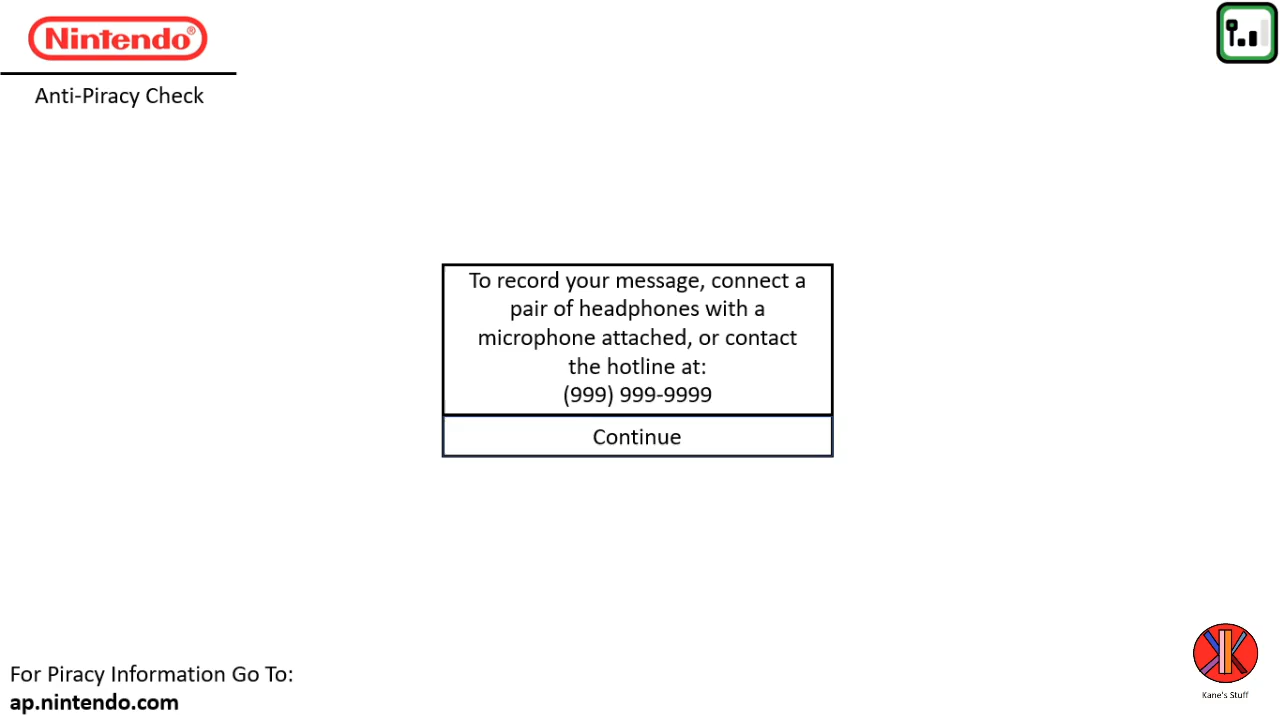 Nintendo®
Anti-Piracy Check
To record your message, connect a
pair of headphones with a
microphone attached, or contact
the hotline at:
(999) 999-9999
Continue
For Piracy Information Go To:
ap.nintendo.com
Kane's Stuff